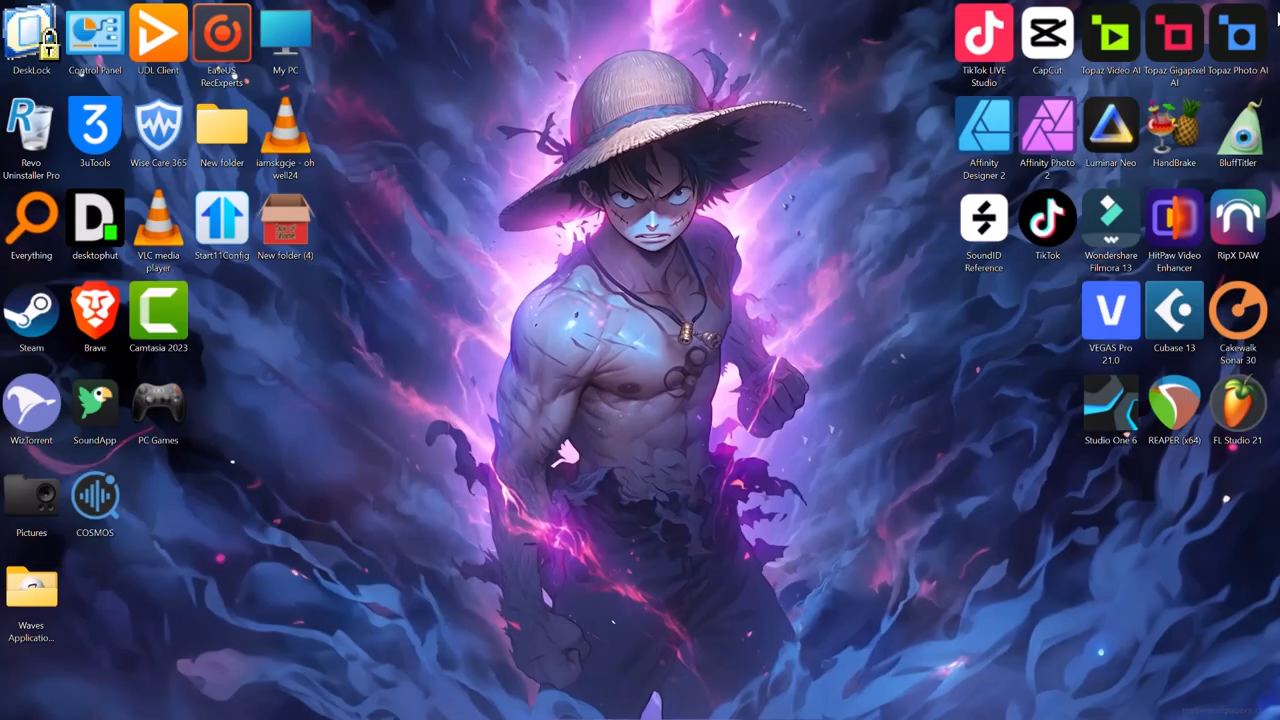 DeskLock
Control Panel
UDL Client
EaseUS
RecExperts
My PC
TikTok LIVE
Studio
CapCut
Topaz Video AI
Topaz Gigapixel
AI
Topaz Photo AI
Revo
Uninstaller Pro
3uTools
Wise Care 365
New folder
iamskgcje - oh
well24
Affinity
Designer 2
Affinity Photo
2
Luminar Neo
HandBrake
BluffTitler
Everything
desktophut
VLC media
player
Start11Config
New folder (4)
SoundID
Reference
TikTok
Wondershare
Filmora 13
HitPaw Video
Enhancer
RipX DAW
Steam
Brave
Camtasia 2023
VEGAS Pro
21.0
Cubase 13
Cakewalk
Sonar 30
WizTorrent
SoundApp
PC Games
Studio One 6
REAPER (x64)
FL Studio 21
Pictures
COSMOS
Waves
Applicatio...